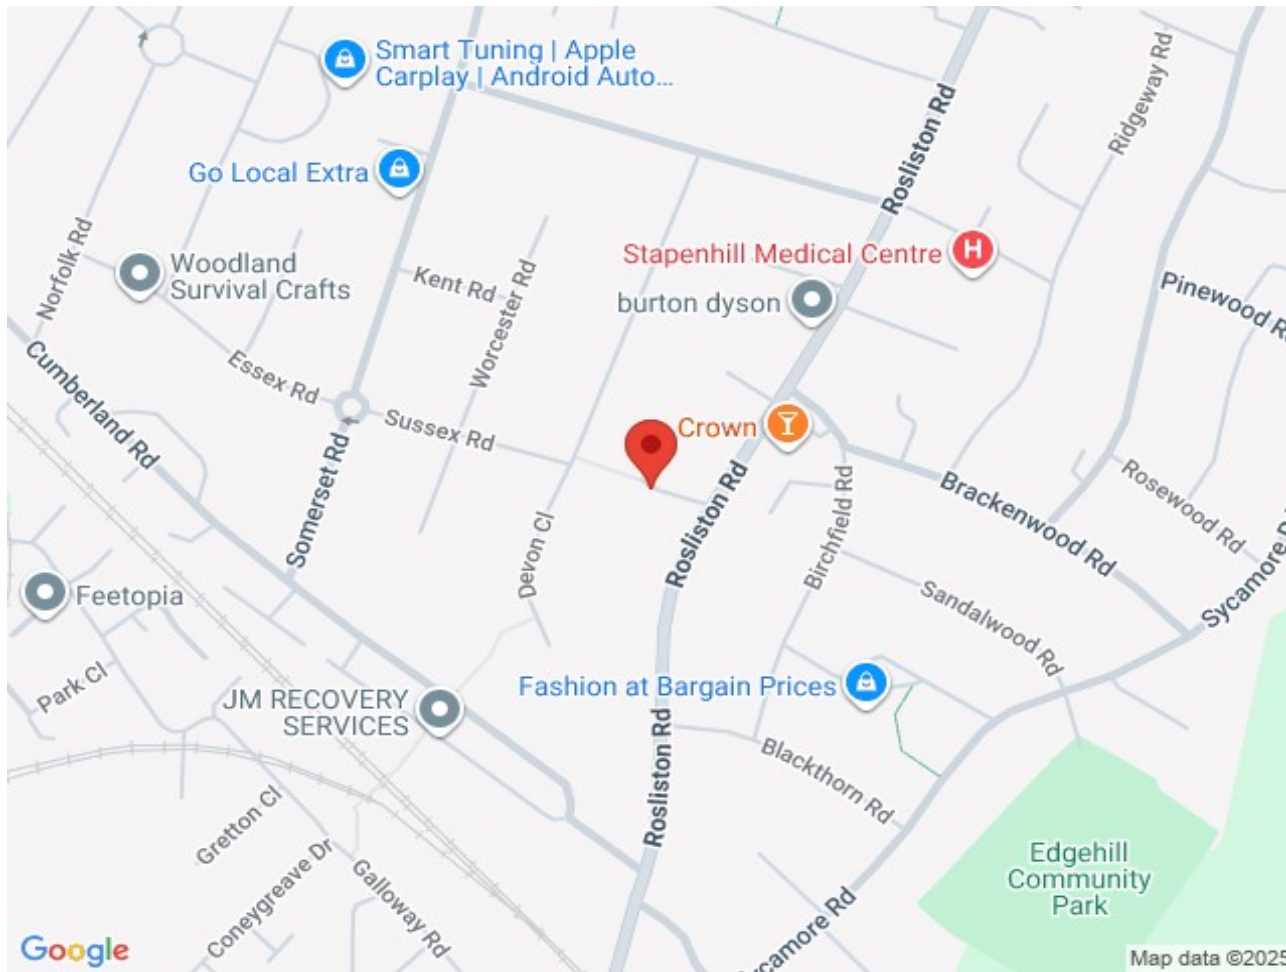 Smart Tuning | Apple
Carplay | Android Auto...
Go Local Extra
Rosliston Rd
Ridgeway Rd
Norfolk Rd
Woodland
Survival Crafts
Kent Rd
Worcester Rd
Stapenhill Medical Centre
H
burton dyson
Pinewood R
Cumberland Rd
Essex Rd
Sussex Rd
Somerset Rd
Crown
Rosliston Rd
Birchfield Rd
Brackenwood Rd
Rosewood Rd
Devon Cl
Sandalwood Rd
Sycamore
Feetopia
Park Cl
JM RECOVERY
SERVICES
Fashion at Bargain Prices
Rosliston Rd
Blackthorn Rd
Gretton Cl
Coneygreave Dr
Galloway Rd
Edgehill
Community
Park
Sycamore Rd
Google
Map data ©2025